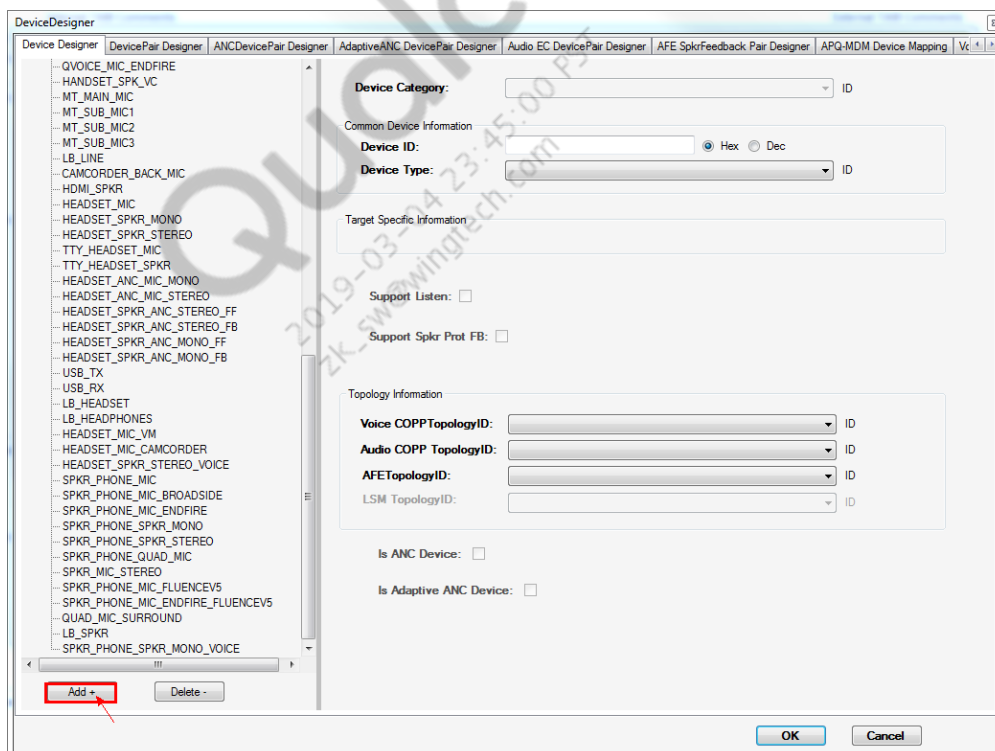 DeviceDesigner
Device Designer
DevicePair Designer
ANCDevicePair Designer
AdaptiveANC DevicePair Designer
Audio EC DevicePair Designer
AFE SpkrFeedback Pair Designer
APQ-MDM Device Mapping
QVOICE_MIC_ENDFIRE
HANDSET_SPK_VC
MT_MAIN_MIC
MT_SUB_MIC1
MT_SUB_MIC2
MT_SUB_MIC3
LB_LINE
CAMCORDER_BACK_MIC
HDMI_SPKR
HEADSET_MIC
HEADSET_SPKR_MONO
HEADSET_SPKR_STEREO
TTY_HEADSET_MIC
TTY_HEADSET_SPKR
HEADSET_ANC_MIC_MONO
HEADSET_ANC_MIC_STEREO
HEADSET_SPKR_ANC_STEREO_FF
HEADSET_SPKR_ANC_STEREO_FB
HEADSET_SPKR_ANC_MONO_FF
HEADSET_SPKR_ANC_MONO_FB
USB_TX
USB_RX
LB_HEADSET
LB_HEADPHONES
HEADSET_MIC_VM
HEADSET_MIC_CAMCORDER
HEADSET_SPKR_STEREO_VOICE
SPKR_PHONE_MIC
SPKR_PHONE_MIC_BROADSIDE
SPKR_PHONE_MIC_ENDFIRE
SPKR_PHONE_SPKR_MONO
SPKR_PHONE_SPKR_STEREO
SPKR_PHONE_QUAD_MIC
SPKR_MIC_STEREO
SPKR_PHONE_MIC_FLUENCEV5
SPKR_PHONE_MIC_ENDFIRE_FLUENCEV5
QUAD_MIC_SURROUND
LB_SPKR
SPKR_PHONE_SPKR_MONO_VOICE
Add +
Delete -
Device Category: ID
Common Device Information
Device ID: Hex Dec
Device Type: ID
Target Specific Information
Support Listen:
Support Spkr Prot FB:
Topology Information
Voice COPPTopologyID: ID
Audio COPP TopologyID: ID
AFETopologyID: ID
LSM TopologyID: ID
Is ANC Device:
Is Adaptive ANC Device:
OK
Cancel
Qualc
2019-03-04 23:45:00 PST
zk_sw@wingtech.com